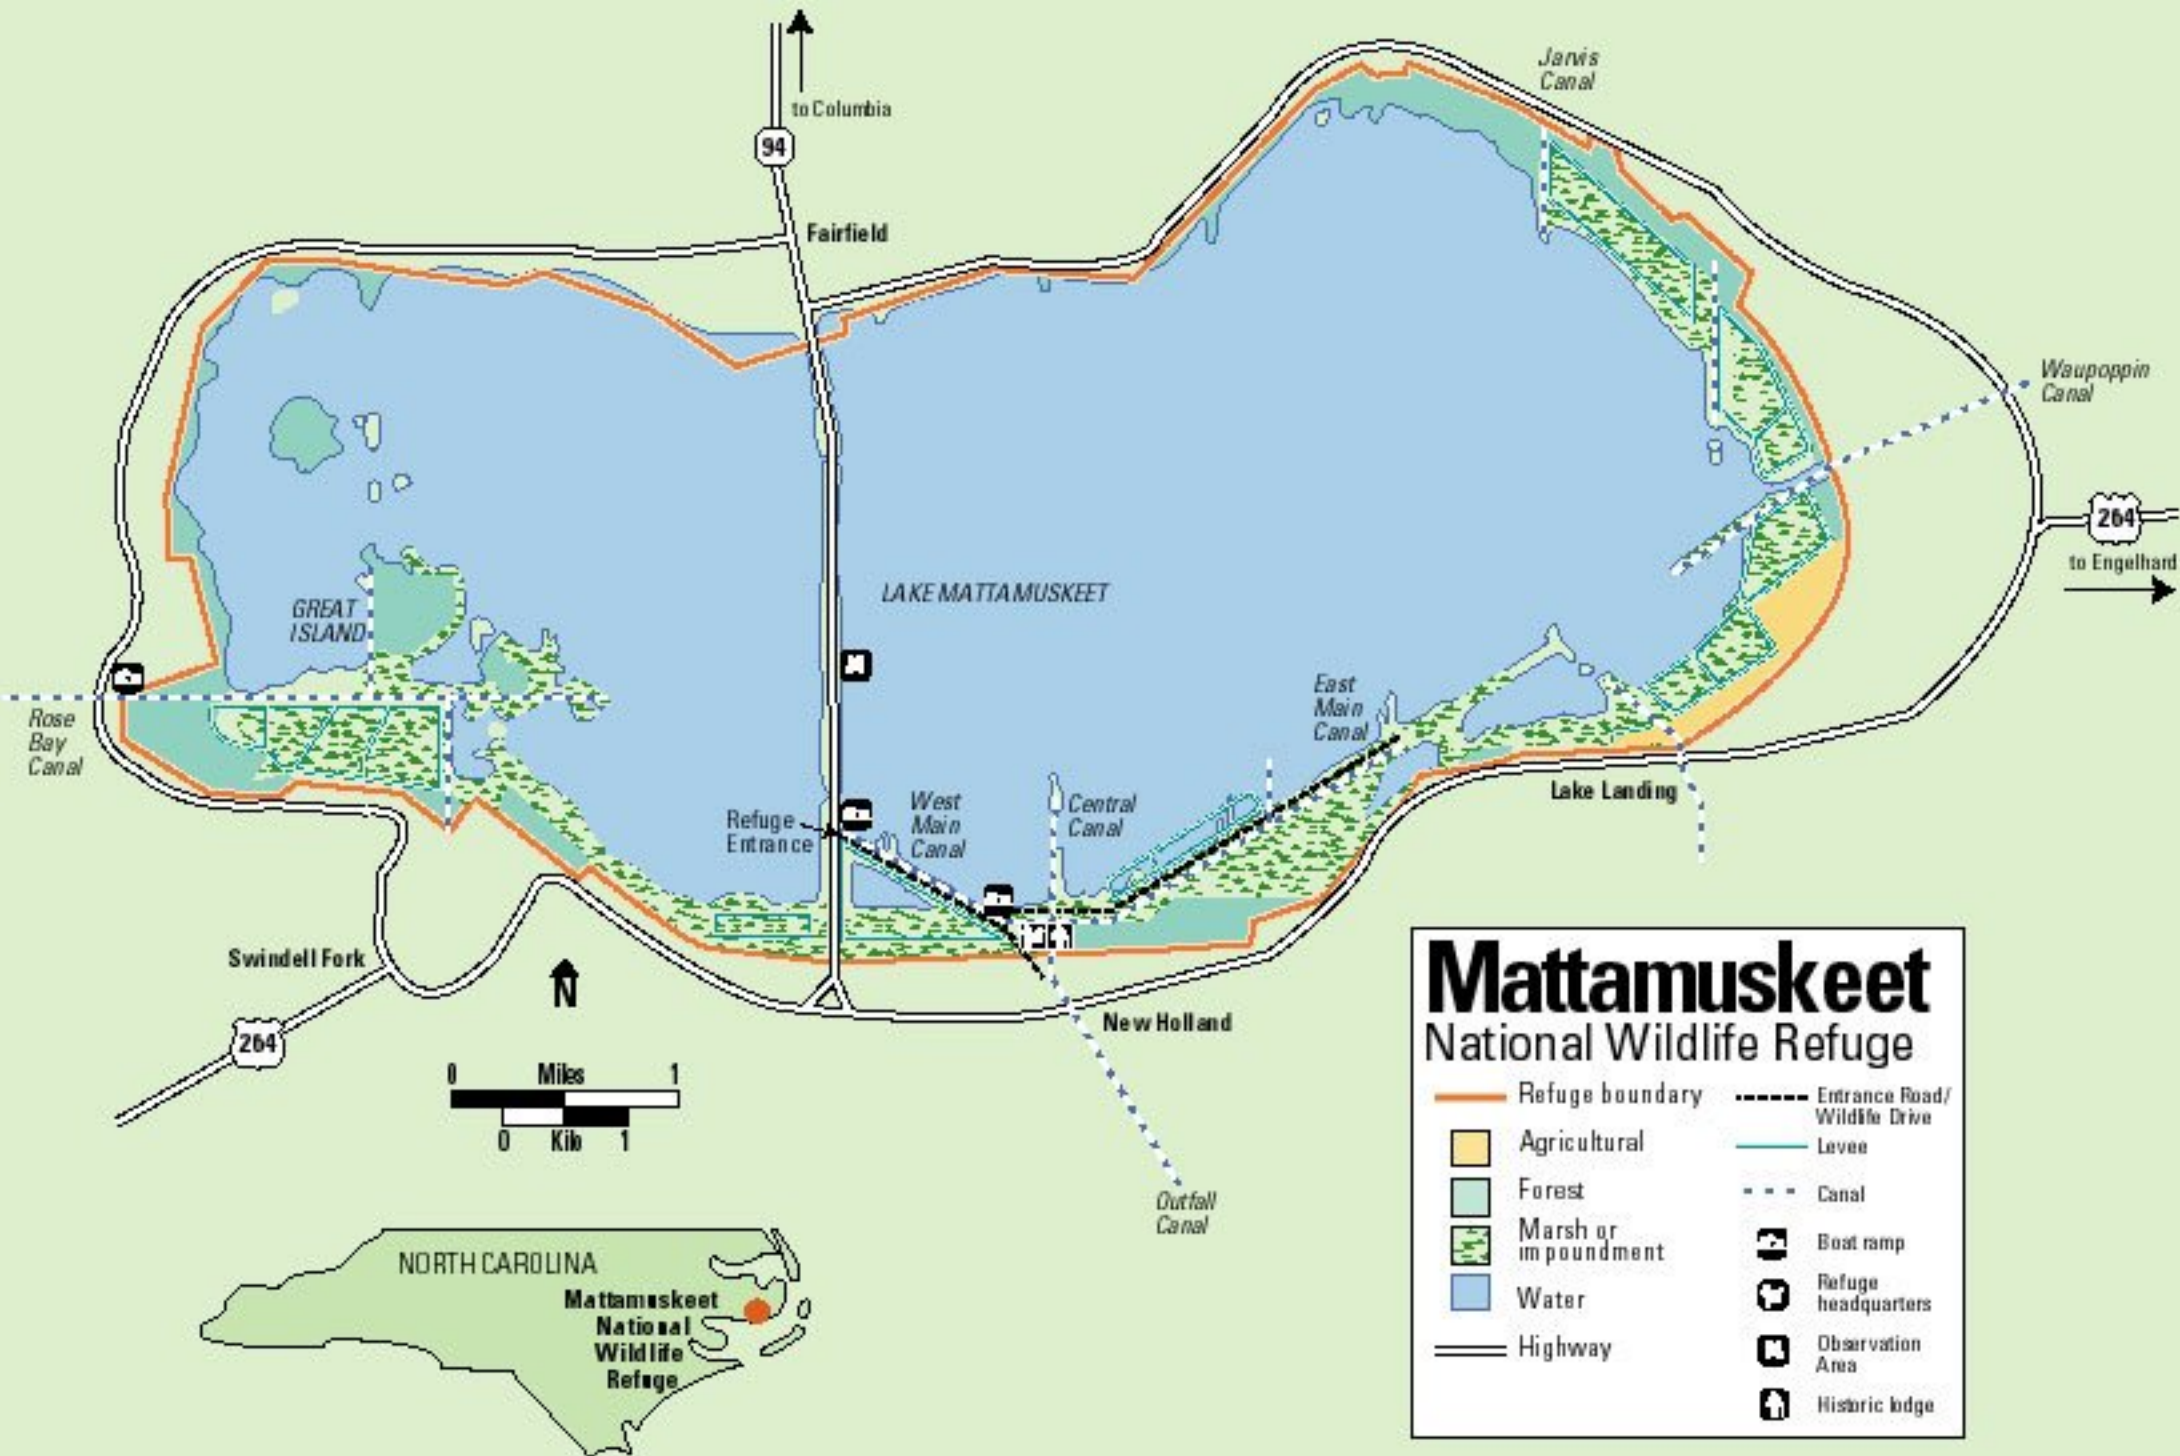 Jarvis
Canal
to Columbia
94
Fairfield
Waupoppin
Canal
264
to Engelhard
LAKE MATTAMUSKEET
GREAT
ISLAND
East
Main
Canal
Rose
Bay
Canal
Lake Landing
Refuge
Entrance
West
Main
Canal
Central
Canal
Swindell Fork
N
264
New Holland
0 Miles 1
0 Kilo 1
Outfall
Canal
NORTH CAROLINA
Mattamuskeet
National
Wildlife
Refuge
Mattamuskeet
National Wildlife Refuge
Refuge boundary
Agricultural
Forest
Marsh or
impoundment
Water
Highway
Entrance Road/
Wildlife Drive
Levee
Canal
Boat ramp
Refuge
headquarters
Observation
Area
Historic lodge